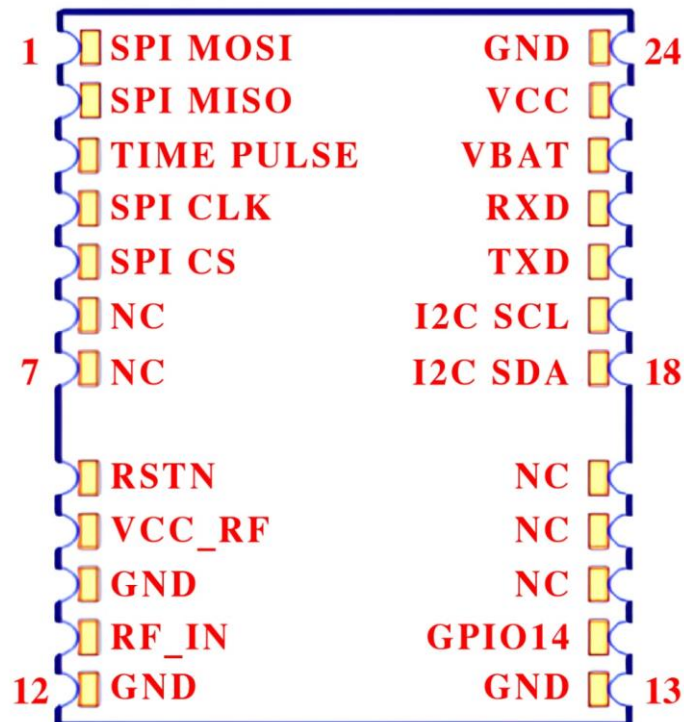 1 SPI MOSI GND 24
SPI MISO VCC
TIME PULSE VBAT
SPI CLK RXD
SPI CS TXD
NC I2C SCL
7 NC I2C SDA 18
RSTN NC
VCC_RF NC
GND NC
RF_IN GPIO14
12 GND GND 13